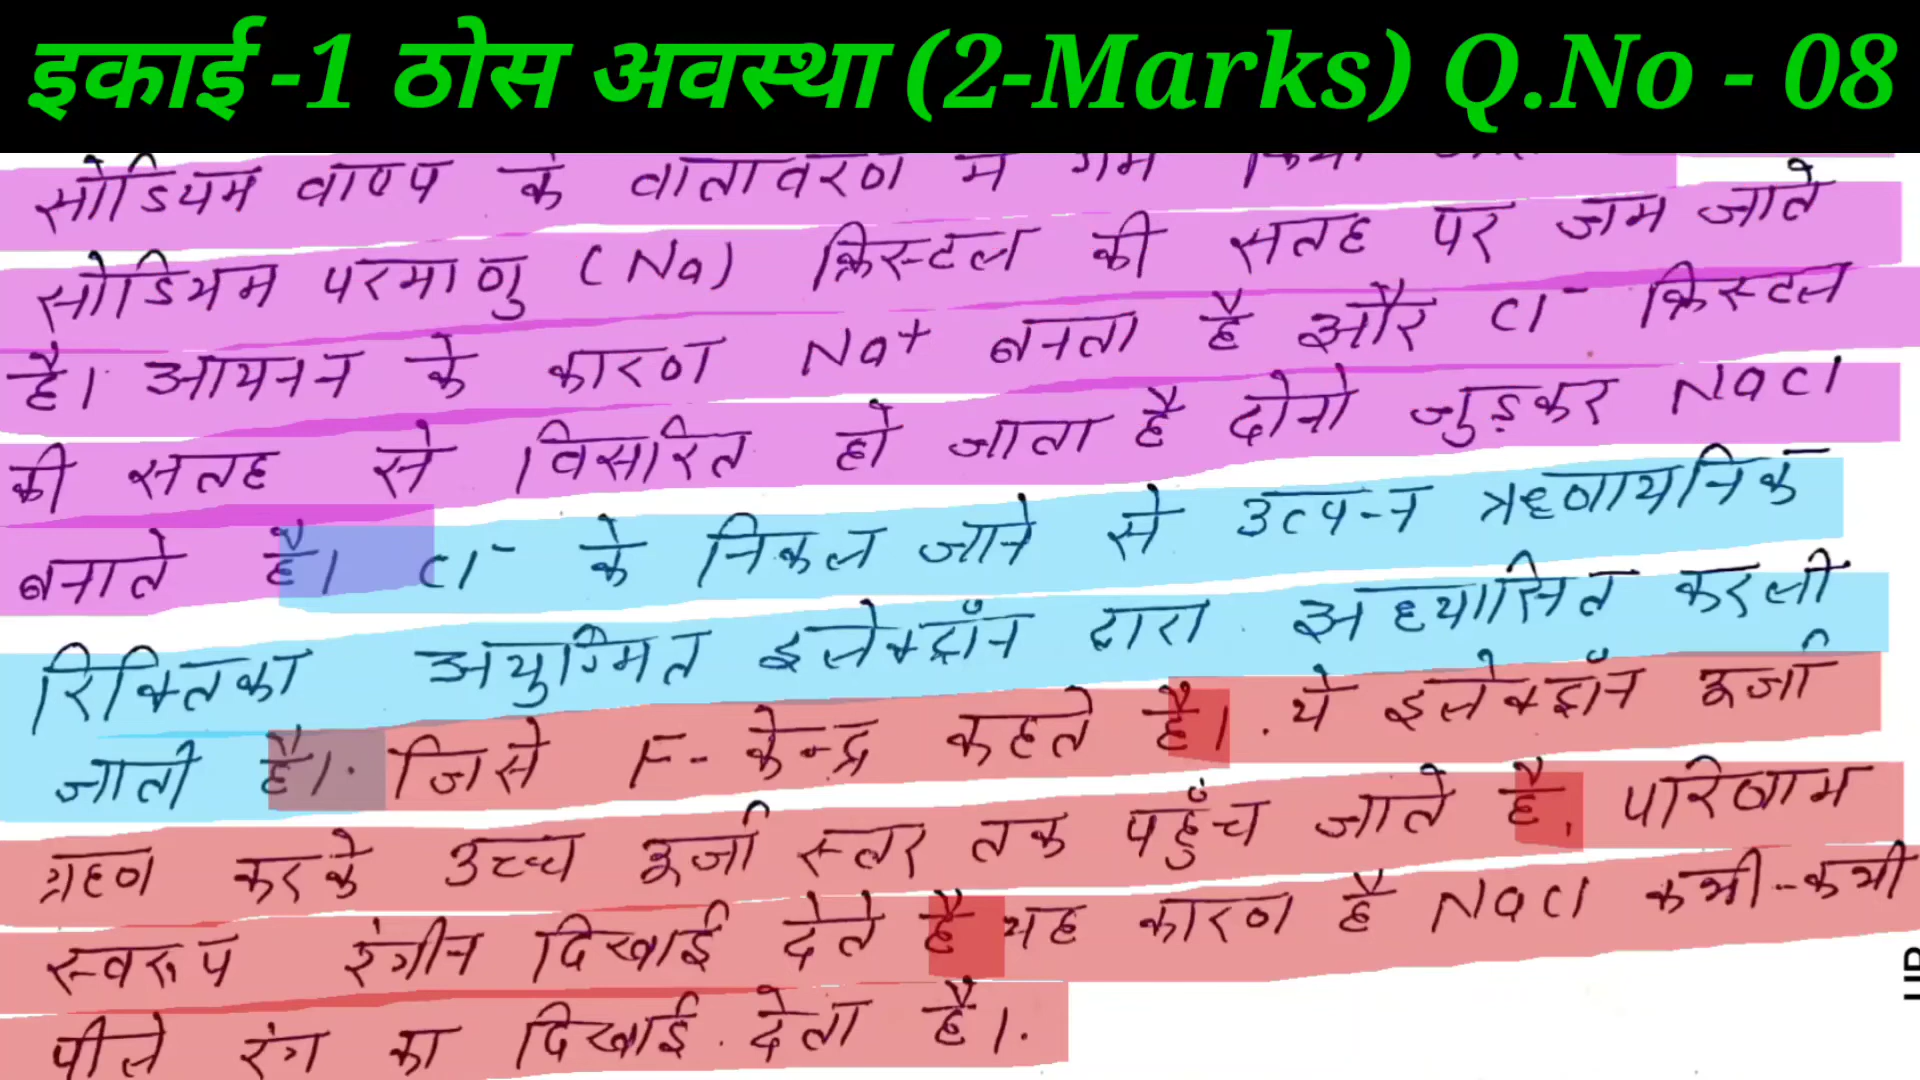 इकाई -1 ठोस अवस्था (2-Marks) Q.No - 08
सोडियम वाष्प के वातावरण में गर्म किया
सोडियम परमाणु (Na) क्रिस्टल की सतह पर जम जाते
है। आयनन के कारण Na+ बनता है और Cl- क्रिस्टल
की सतह से विसरित हो जाता है दोनो जुड़कर NaCl
बनाते है। Cl- के निकल जाने से उत्पन्न ऋणायनिक
रिक्तिका अयुग्मित इलेक्ट्रॉन द्वारा अध्यासित करली
जाती है। जिसे F- केन्द्र कहते है। ये इलेक्ट्रॉन ऊर्जा
ग्रहण करके उच्च ऊर्जा स्तर तक पहुँच जाते है, परिणाम
स्वरूप रंगीन दिखाई देते है यह कारण है NaCl कभी-कभी
पीले रंग का दिखाई देता है।